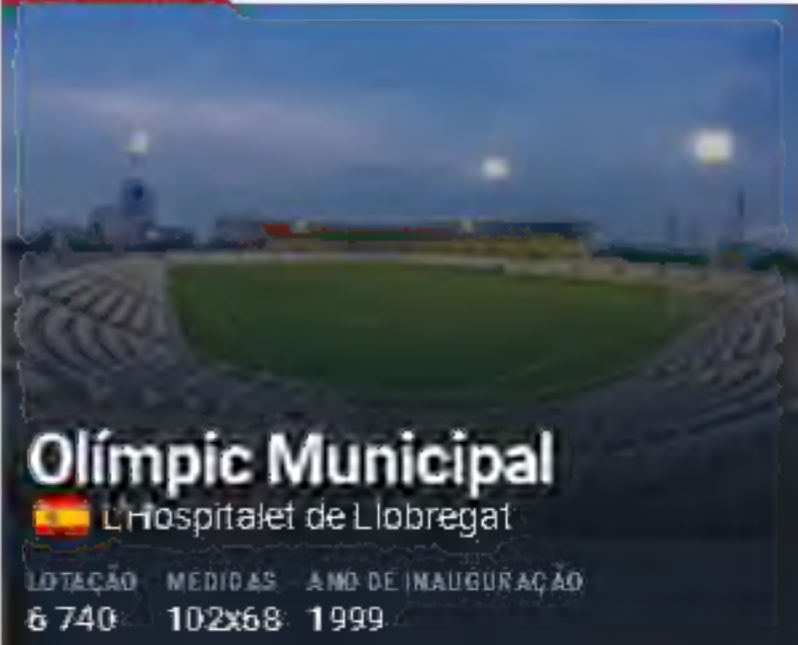 Olímpic Municipal
L'Hospitalet de Llobregat
LOTAÇÃO MEDIDAS ANO DE INAUGURAÇÃO
6 740 102x68 1999